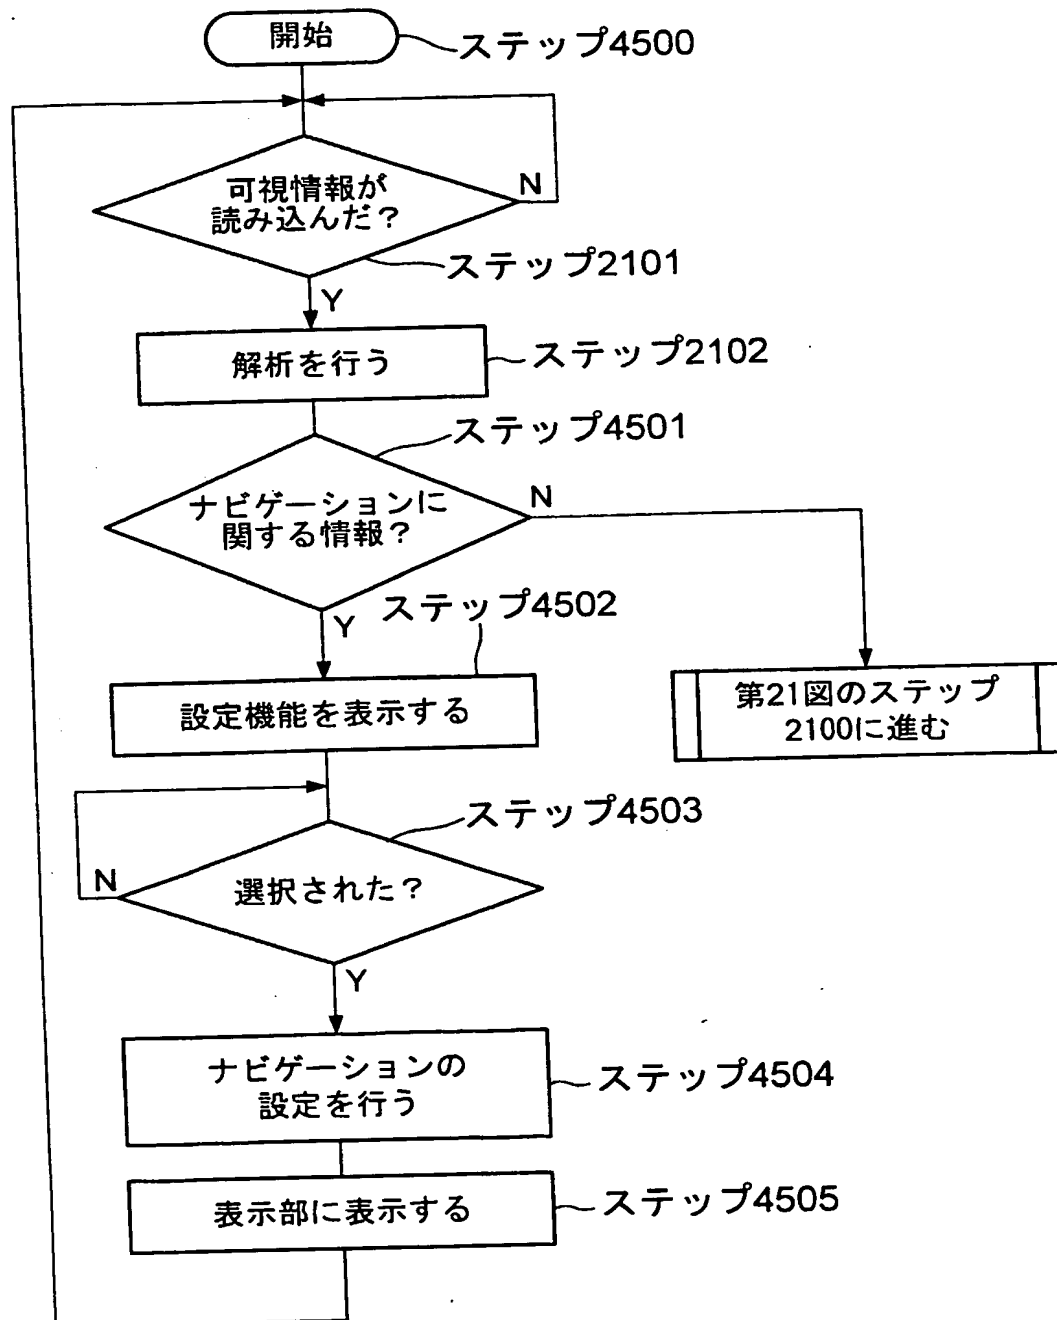 開始
ステップ4500
可視情報が
読み込んだ？
N
ステップ2101
Y
解析を行う
ステップ2102
ステップ4501
ナビゲーションに
関する情報？
N
Y
ステップ4502
設定機能を表示する
第21図のステップ
2100に進む
ステップ4503
N
選択された？
Y
ナビゲーションの
設定を行う
ステップ4504
表示部に表示する
ステップ4505